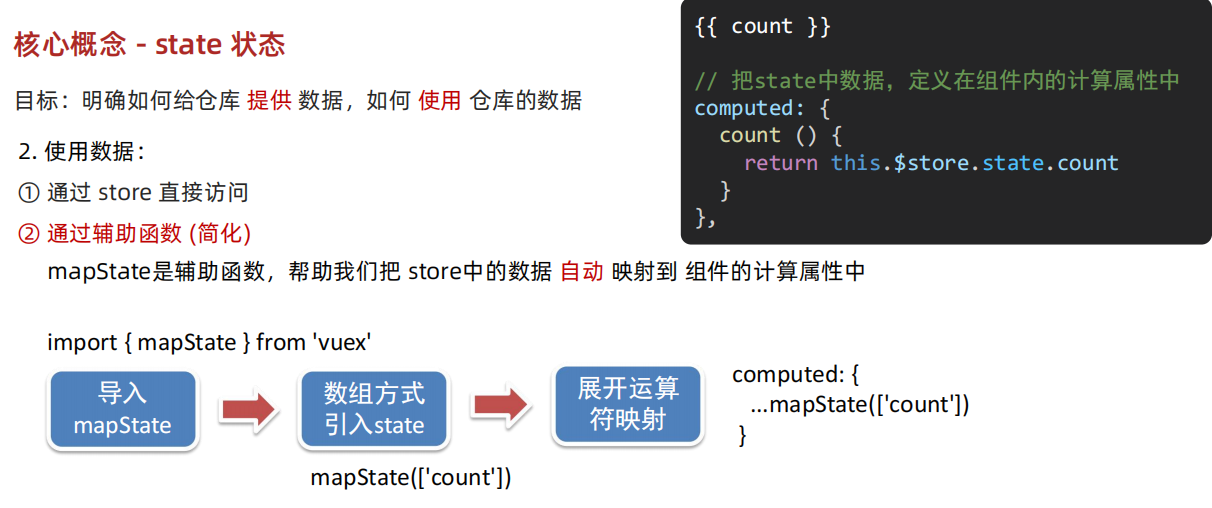 核心概念 - state 状态
目标：明确如何给仓库 提供 数据，如何 使用 仓库的数据
2. 使用数据：
① 通过 store 直接访问
② 通过辅助函数 (简化)
mapState是辅助函数，帮助我们把 store中的数据 自动 映射到 组件的计算属性中
{{ count }}
// 把state中数据，定义在组件内的计算属性中
computed: {
count () {
return this.$store.state.count
}
},
import { mapState } from 'vuex'
导入
mapState
数组方式
引入state
mapState(['count'])
展开运算
符映射
computed: {
...mapState(['count'])
}